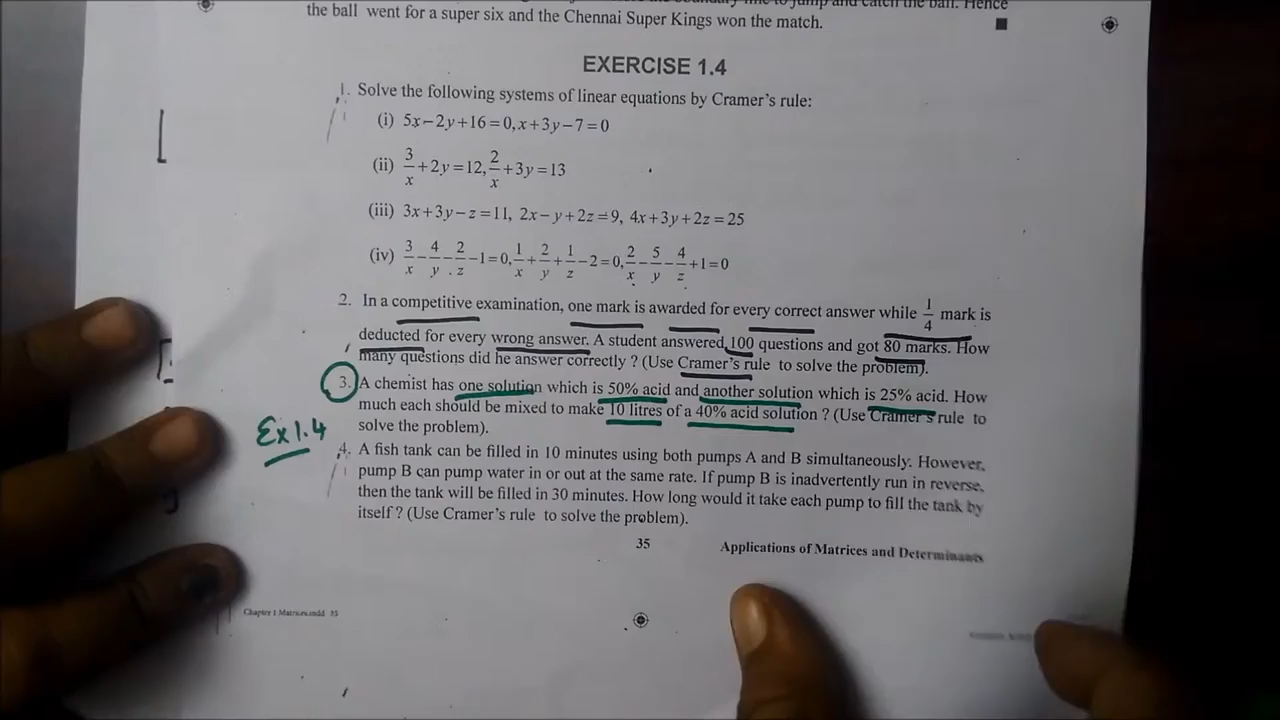 the ball went for a super six and the Chennai Super Kings won the match.
EXERCISE 1.4
1. Solve the following systems of linear equations by Cramer's rule:
(i) 5x−2y+16=0, x+3y−7=0
(ii) 3/x+2y=12, 2/x+3y=13
(iii) 3x+3y−z=11, 2x−y+2z=9, 4x+3y+2z=25
(iv) 3/x−4/y−2/z−1=0, 1/x+2/y+1/z−2=0, 2/x−5/y−4/z+1=0
2. In a competitive examination, one mark is awarded for every correct answer while 1/4 mark is
deducted for every wrong answer. A student answered 100 questions and got 80 marks. How
many questions did he answer correctly ? (Use Cramer's rule to solve the problem).
3. A chemist has one solution which is 50% acid and another solution which is 25% acid. How
much each should be mixed to make 10 litres of a 40% acid solution ? (Use Cramer's rule to
solve the problem).
Ex 1.4
4. A fish tank can be filled in 10 minutes using both pumps A and B simultaneously. However,
pump B can pump water in or out at the same rate. If pump B is inadvertently run in reverse,
then the tank will be filled in 30 minutes. How long would it take each pump to fill the tank by
itself ? (Use Cramer's rule to solve the problem).
35
Applications of Matrices and Determinants
Chapter 1 Matrices.indd 35